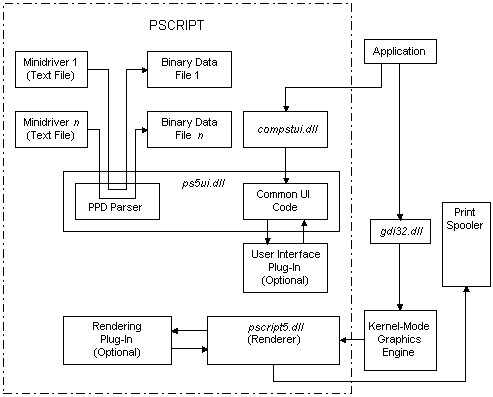 PSCRIPT
Minidriver 1
(Text File)
Binary Data
File 1
Application
Minidriver n
(Text File)
Binary Data
File n
compstui.dll
ps5ui.dll
PPD Parser
Common UI
Code
gdi32.dll
Print
Spooler
User Interface
Plug-In
(Optional)
Rendering
Plug-In
(Optional)
pscript5.dll
(Renderer)
Kernel-Mode
Graphics
Engine